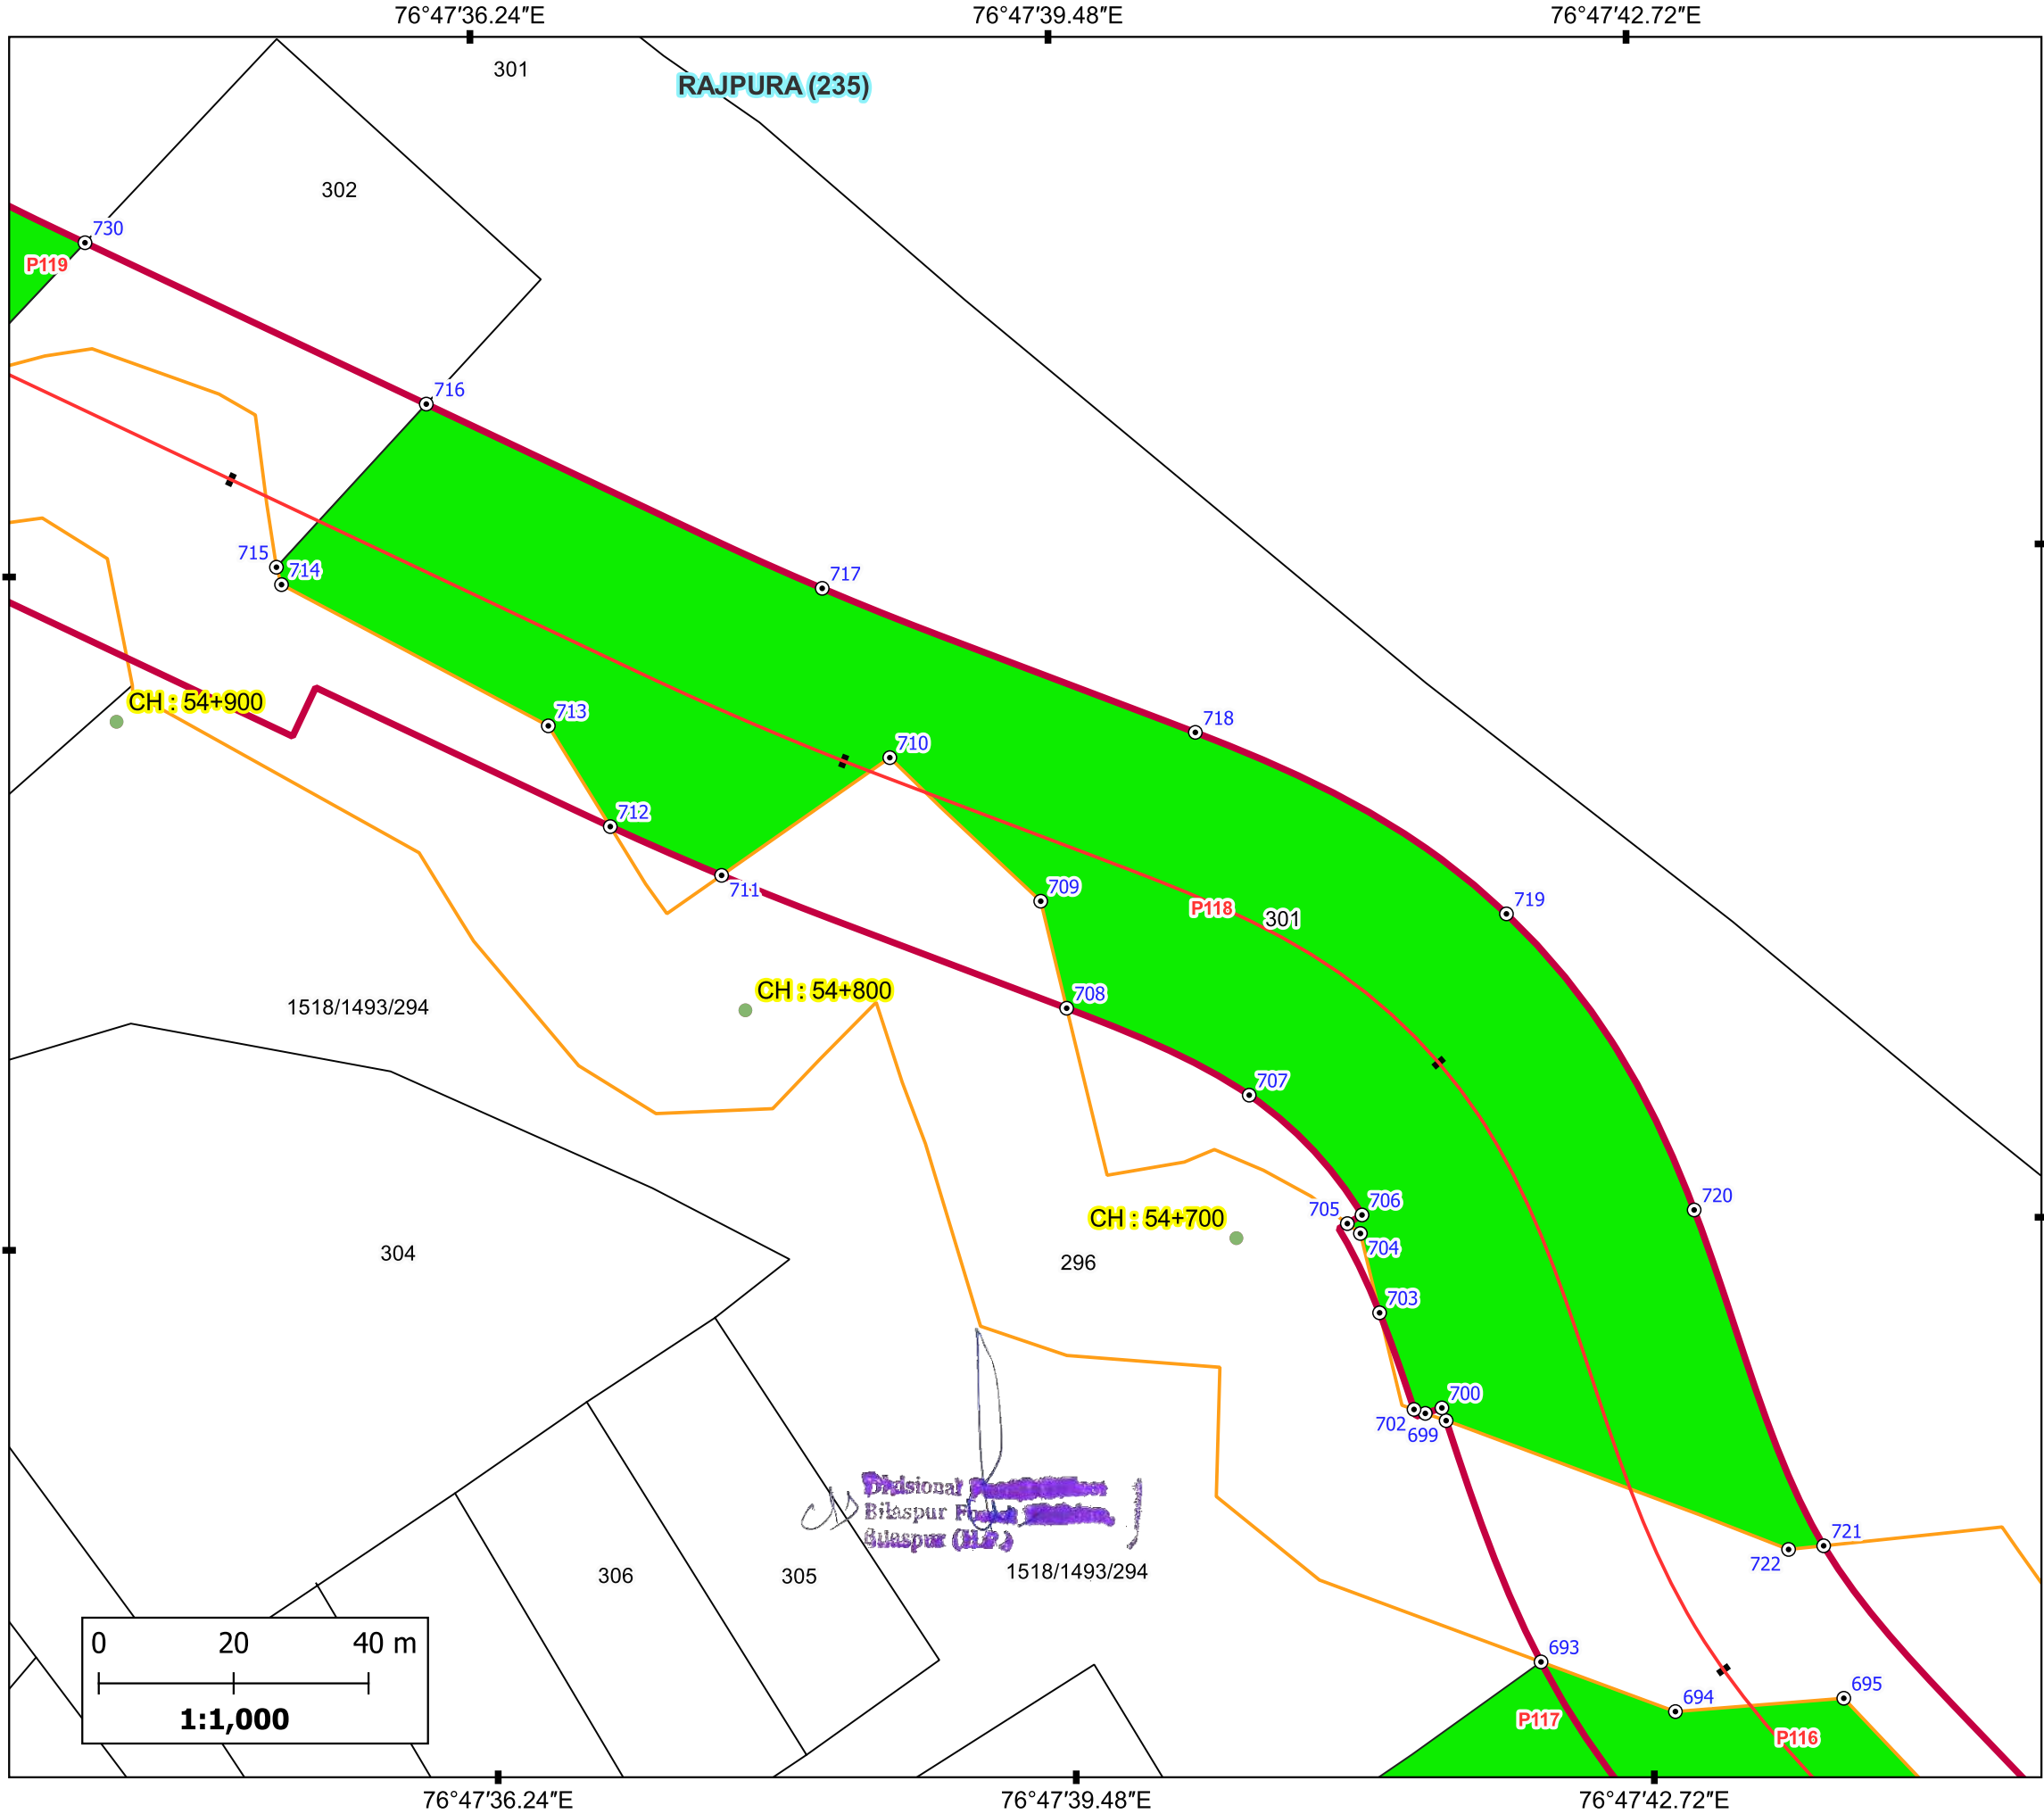 76°47′36.24″E
76°47′39.48″E
76°47′42.72″E
301
RAJPURA (235)
302
730
P119
716
715
714
717
713
718
CH : 54+900
710
712
711
709
719
P118
301
CH : 54+800
708
1518/1493/294
707
720
706
705
CH : 54+700
704
304
296
703
700
702
699
Divisional
Bilaspur
Bilaspur (H.P.)
721
722
306
305
1518/1493/294
0 20 40 m
1:1,000
693
694
695
P117
P116
76°47′36.24″E
76°47′39.48″E
76°47′42.72″E